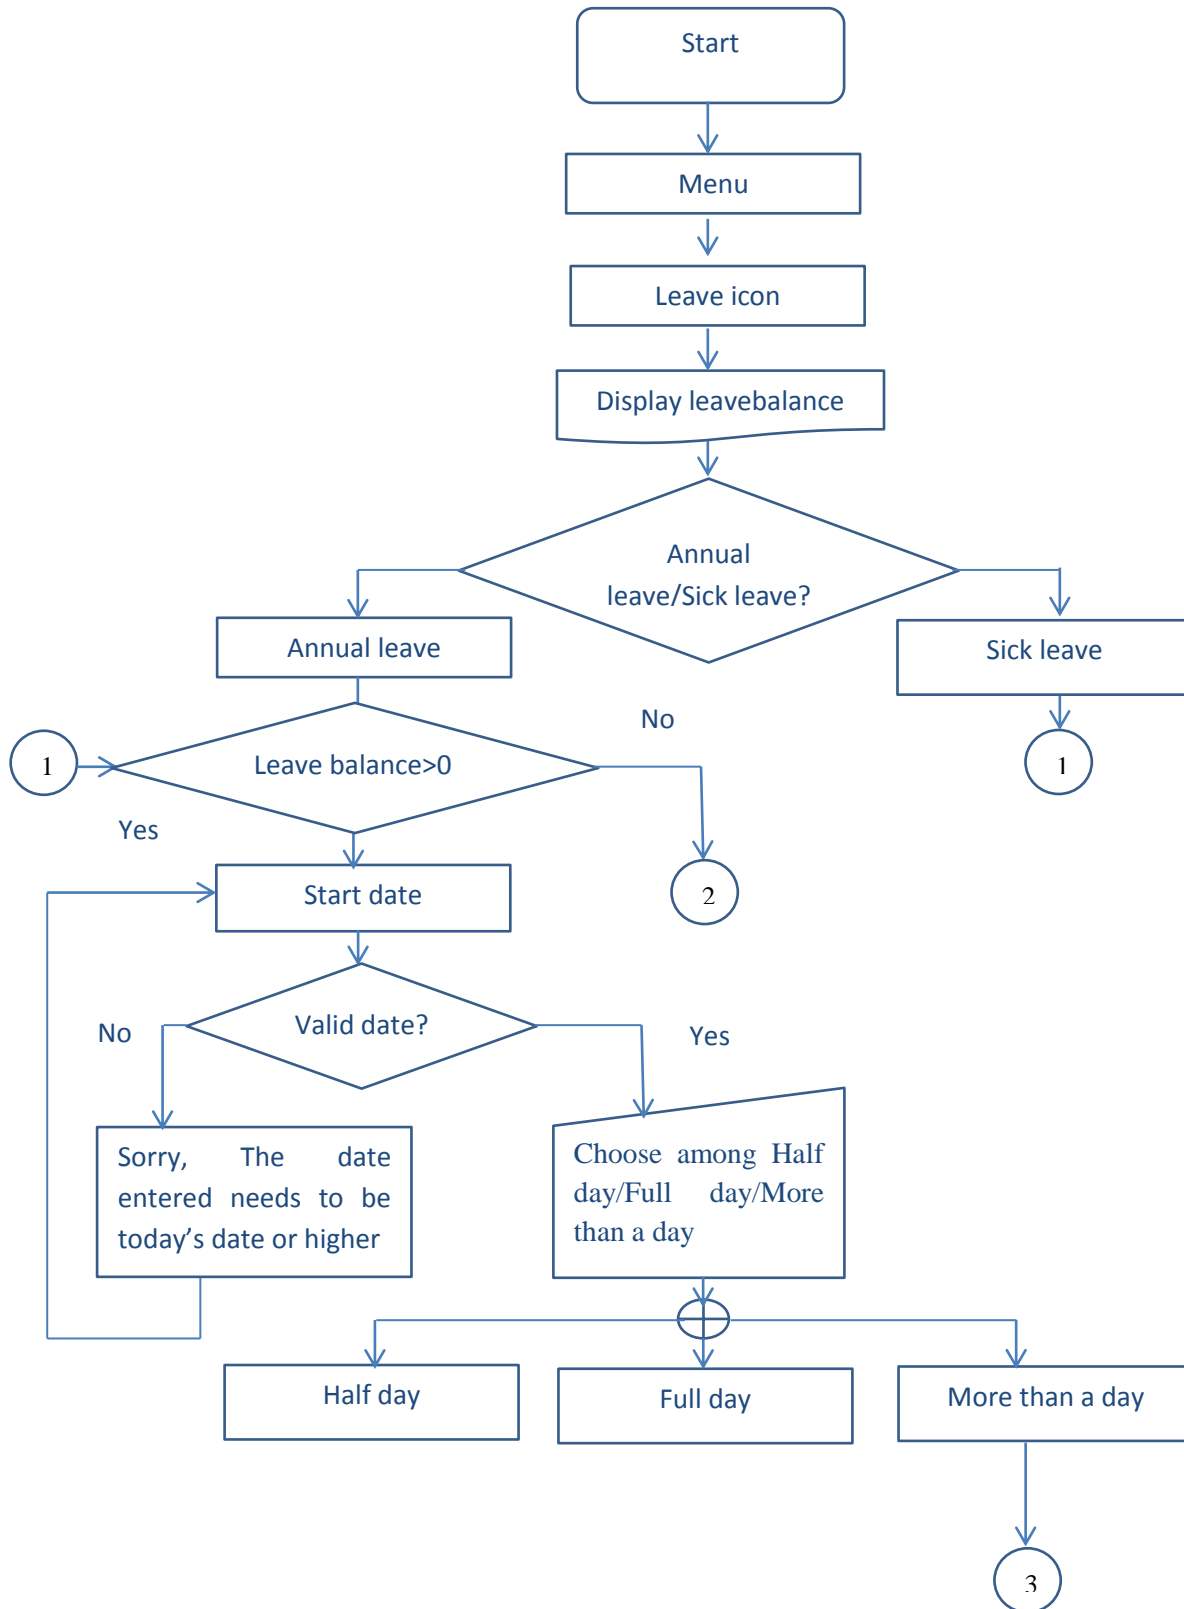 Start
Menu
Leave icon
Display leavebalance
Annual
leave/Sick leave?
Annual leave
Sick leave
No
1
Leave balance>0
1
Yes
Start date
2
No
Valid date?
Yes
Sorry, The date
entered needs to be
today’s date or higher
Choose among Half
day/Full day/More
than a day
Half day
Full day
More than a day
3